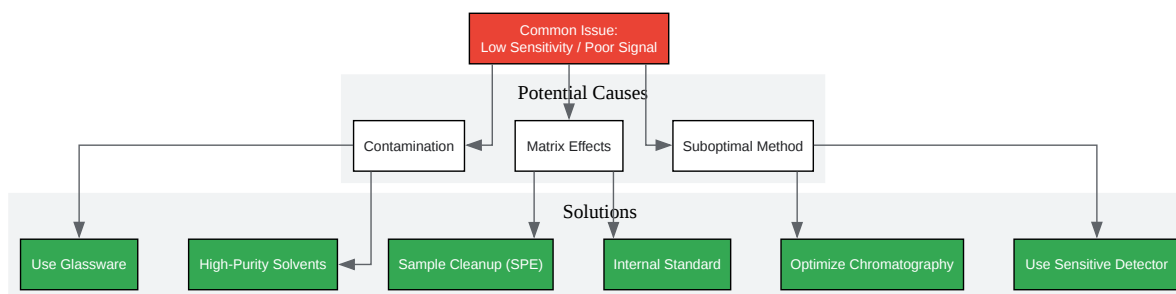 Common Issue:
Low Sensitivity / Poor Signal
Potential Causes
Contamination
Matrix Effects
Suboptimal Method
Solutions
Use Glassware
High-Purity Solvents
Sample Cleanup (SPE)
Internal Standard
Optimize Chromatography
Use Sensitive Detector